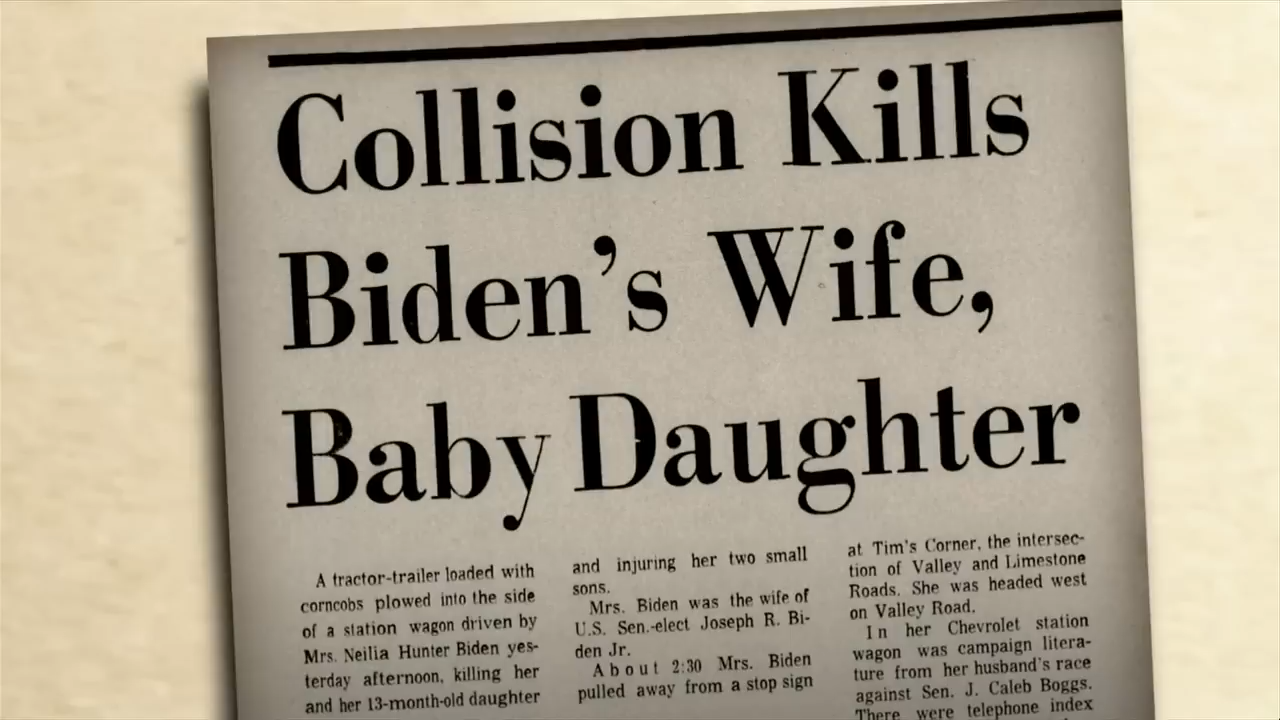 Collision Kills
Biden's Wife,
Baby Daughter
A tractor-trailer loaded with
corncobs plowed into the side
of a station wagon driven by
Mrs. Neilia Hunter Biden yes-
terday afternoon, killing her
and her 13-month-old daughter
and injuring her two small
sons.
Mrs. Biden was the wife of
U.S. Sen.-elect Joseph R. Bi-
den Jr.
About 2:30 Mrs. Biden
pulled away from a stop sign
at Tim's Corner, the intersec-
tion of Valley and Limestone
Roads. She was headed west
on Valley Road.
In her Chevrolet station
wagon was campaign litera-
ture from her husband's race
against Sen. J. Caleb Boggs.
There were telephone index